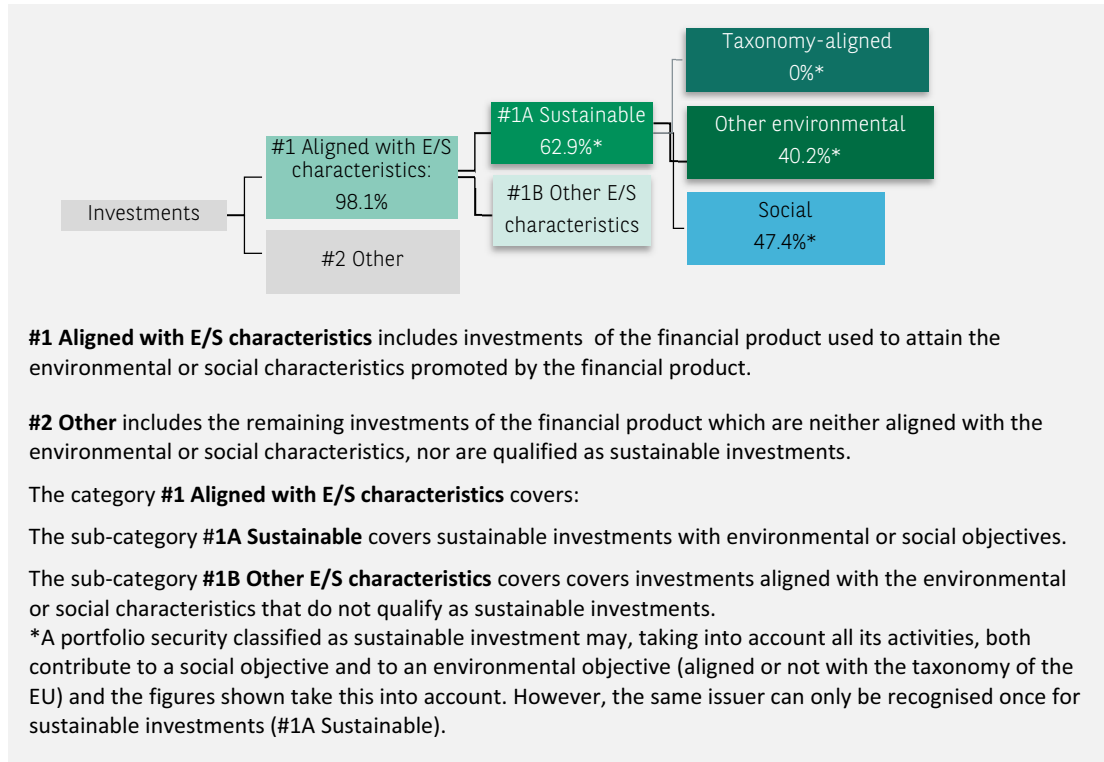 Investments
#1 Aligned with E/S
characteristics:
98.1%
#2 Other
#1A Sustainable
62.9%*
#1B Other E/S
characteristics
Taxonomy-aligned
0%*
Other environmental
40.2%*
Social
47.4%*
#1 Aligned with E/S characteristics includes investments of the financial product used to attain the
environmental or social characteristics promoted by the financial product.
#2 Other includes the remaining investments of the financial product which are neither aligned with the
environmental or social characteristics, nor are qualified as sustainable investments.
The category #1 Aligned with E/S characteristics covers:
The sub-category #1A Sustainable covers sustainable investments with environmental or social objectives.
The sub-category #1B Other E/S characteristics covers covers investments aligned with the environmental
or social characteristics that do not qualify as sustainable investments.
*A portfolio security classified as sustainable investment may, taking into account all its activities, both
contribute to a social objective and to an environmental objective (aligned or not with the taxonomy of the
EU) and the figures shown take this into account. However, the same issuer can only be recognised once for
sustainable investments (#1A Sustainable).